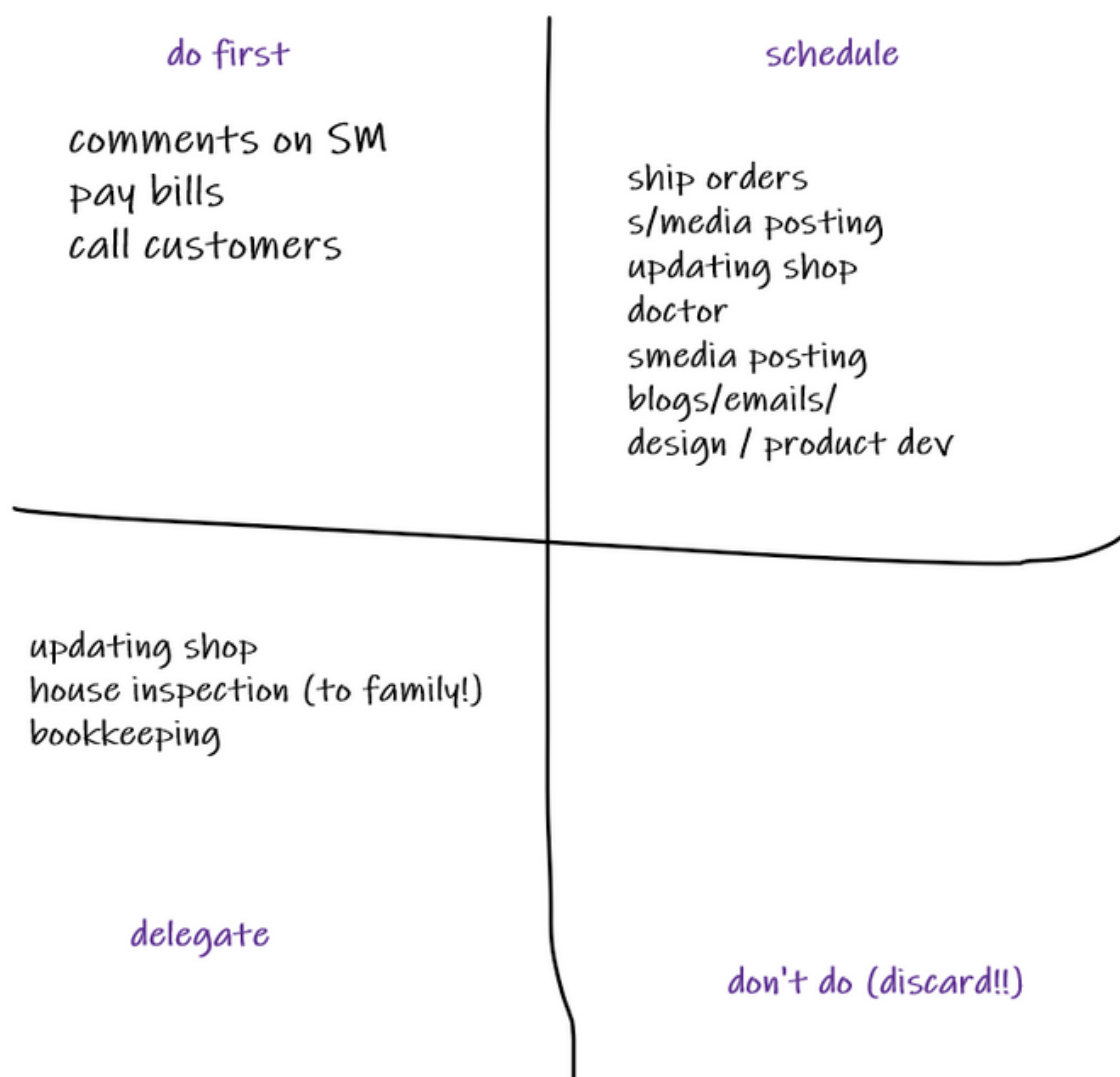 do first
comments on SM
pay bills
call customers
schedule
ship orders
s/media posting
updating shop
doctor
smedia posting
blogs/emails/
design / product dev
updating shop
house inspection (to family!)
bookkeeping
delegate
don't do (discard!!)